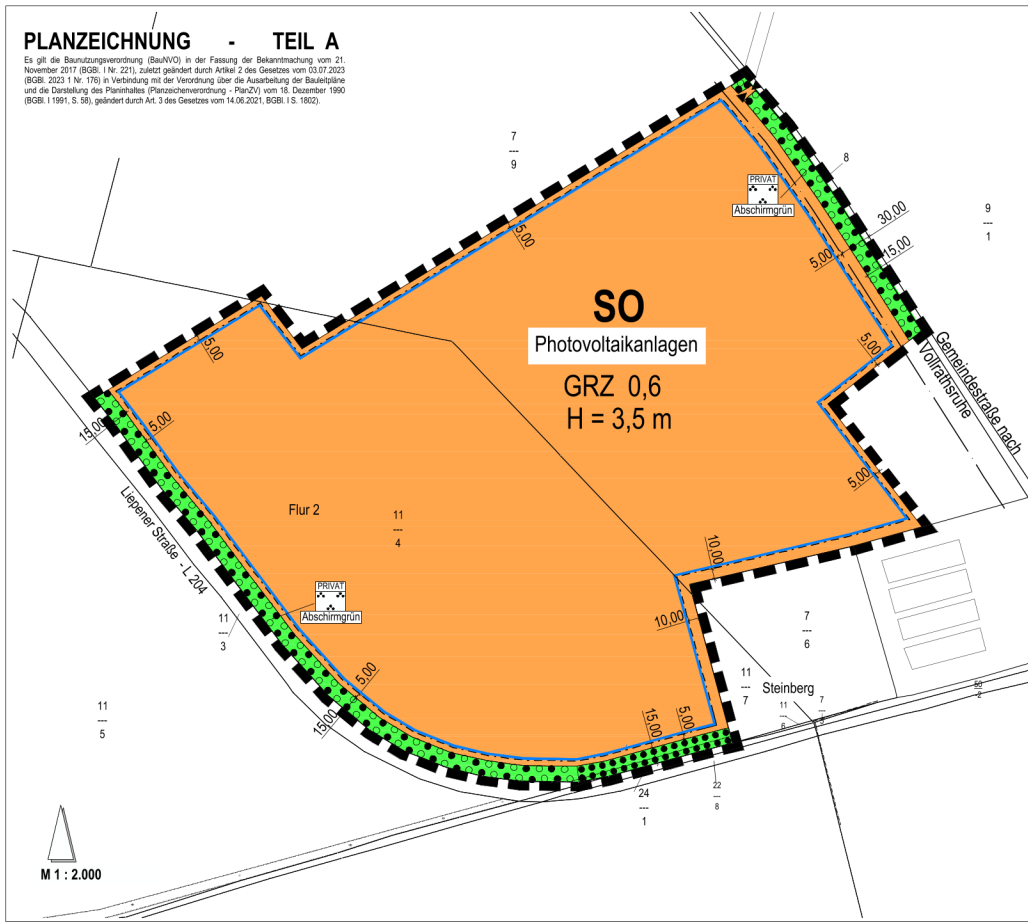 PLANZEICHNUNG - TEIL A
Es gilt die Baunutzungsverordnung (BauNVO) in der Fassung der Bekanntmachung vom 21.
November 2017 (BGBl. I Nr. 221), zuletzt geändert durch Artikel 2 des Gesetzes vom 03.07.2023
(BGBl. 2023 1 Nr. 176) in Verbindung mit der Verordnung über die Ausarbeitung der Bauleitpläne
und die Darstellung des Planinhaltes (Planzeichenverordnung - PlanZV) vom 18. Dezember 1990
(BGBl. I 1991, S. 58), geändert durch Art. 3 des Gesetzes vom 14.06.2021, BGBl. I S. 1802).
7
---
9
8
PRIVAT
Abschirmgrün
30,00
15,00
5,00
9
---
1
5,00
5,00
SO
Photovoltaikanlagen
GRZ 0,6
H = 3,5 m
5,00
Gemeindestraße nach
Vollrathsruhe
15,00
5,00
5,00
Liepener Straße - L 204
Flur 2
11
---
4
10,00
10,00
PRIVAT
Abschirmgrün
11
---
3
7
---
6
11
---
7
Steinberg
11
---
6
11
---
5
5,00
15,00
15,00
5,00
24
---
1
22
---
8
M 1 : 2.000